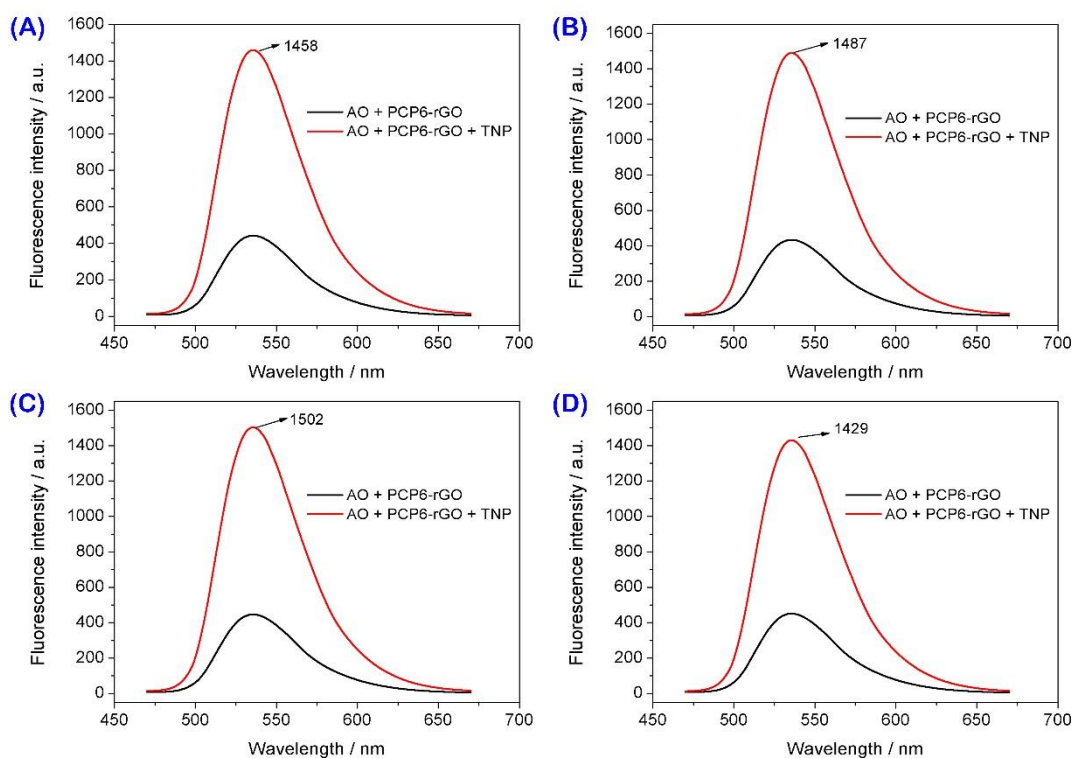 (A)
1600
1400
1200
1000
800
600
400
200
0
1458
AO + PCP6-rGO
AO + PCP6-rGO + TNP
Fluorescence intensity / a.u.
450 500 550 600 650 700
Wavelength / nm
(B)
1600
1400
1200
1000
800
600
400
200
0
1487
AO + PCP6-rGO
AO + PCP6-rGO + TNP
Fluorescence intensity / a.u.
450 500 550 600 650 700
Wavelength / nm
(C)
1600
1400
1200
1000
800
600
400
200
0
1502
AO + PCP6-rGO
AO + PCP6-rGO + TNP
Fluorescence intensity / a.u.
450 500 550 600 650 700
Wavelength / nm
(D)
1600
1400
1200
1000
800
600
400
200
0
1429
AO + PCP6-rGO
AO + PCP6-rGO + TNP
Fluorescence intensity / a.u.
450 500 550 600 650 700
Wavelength / nm